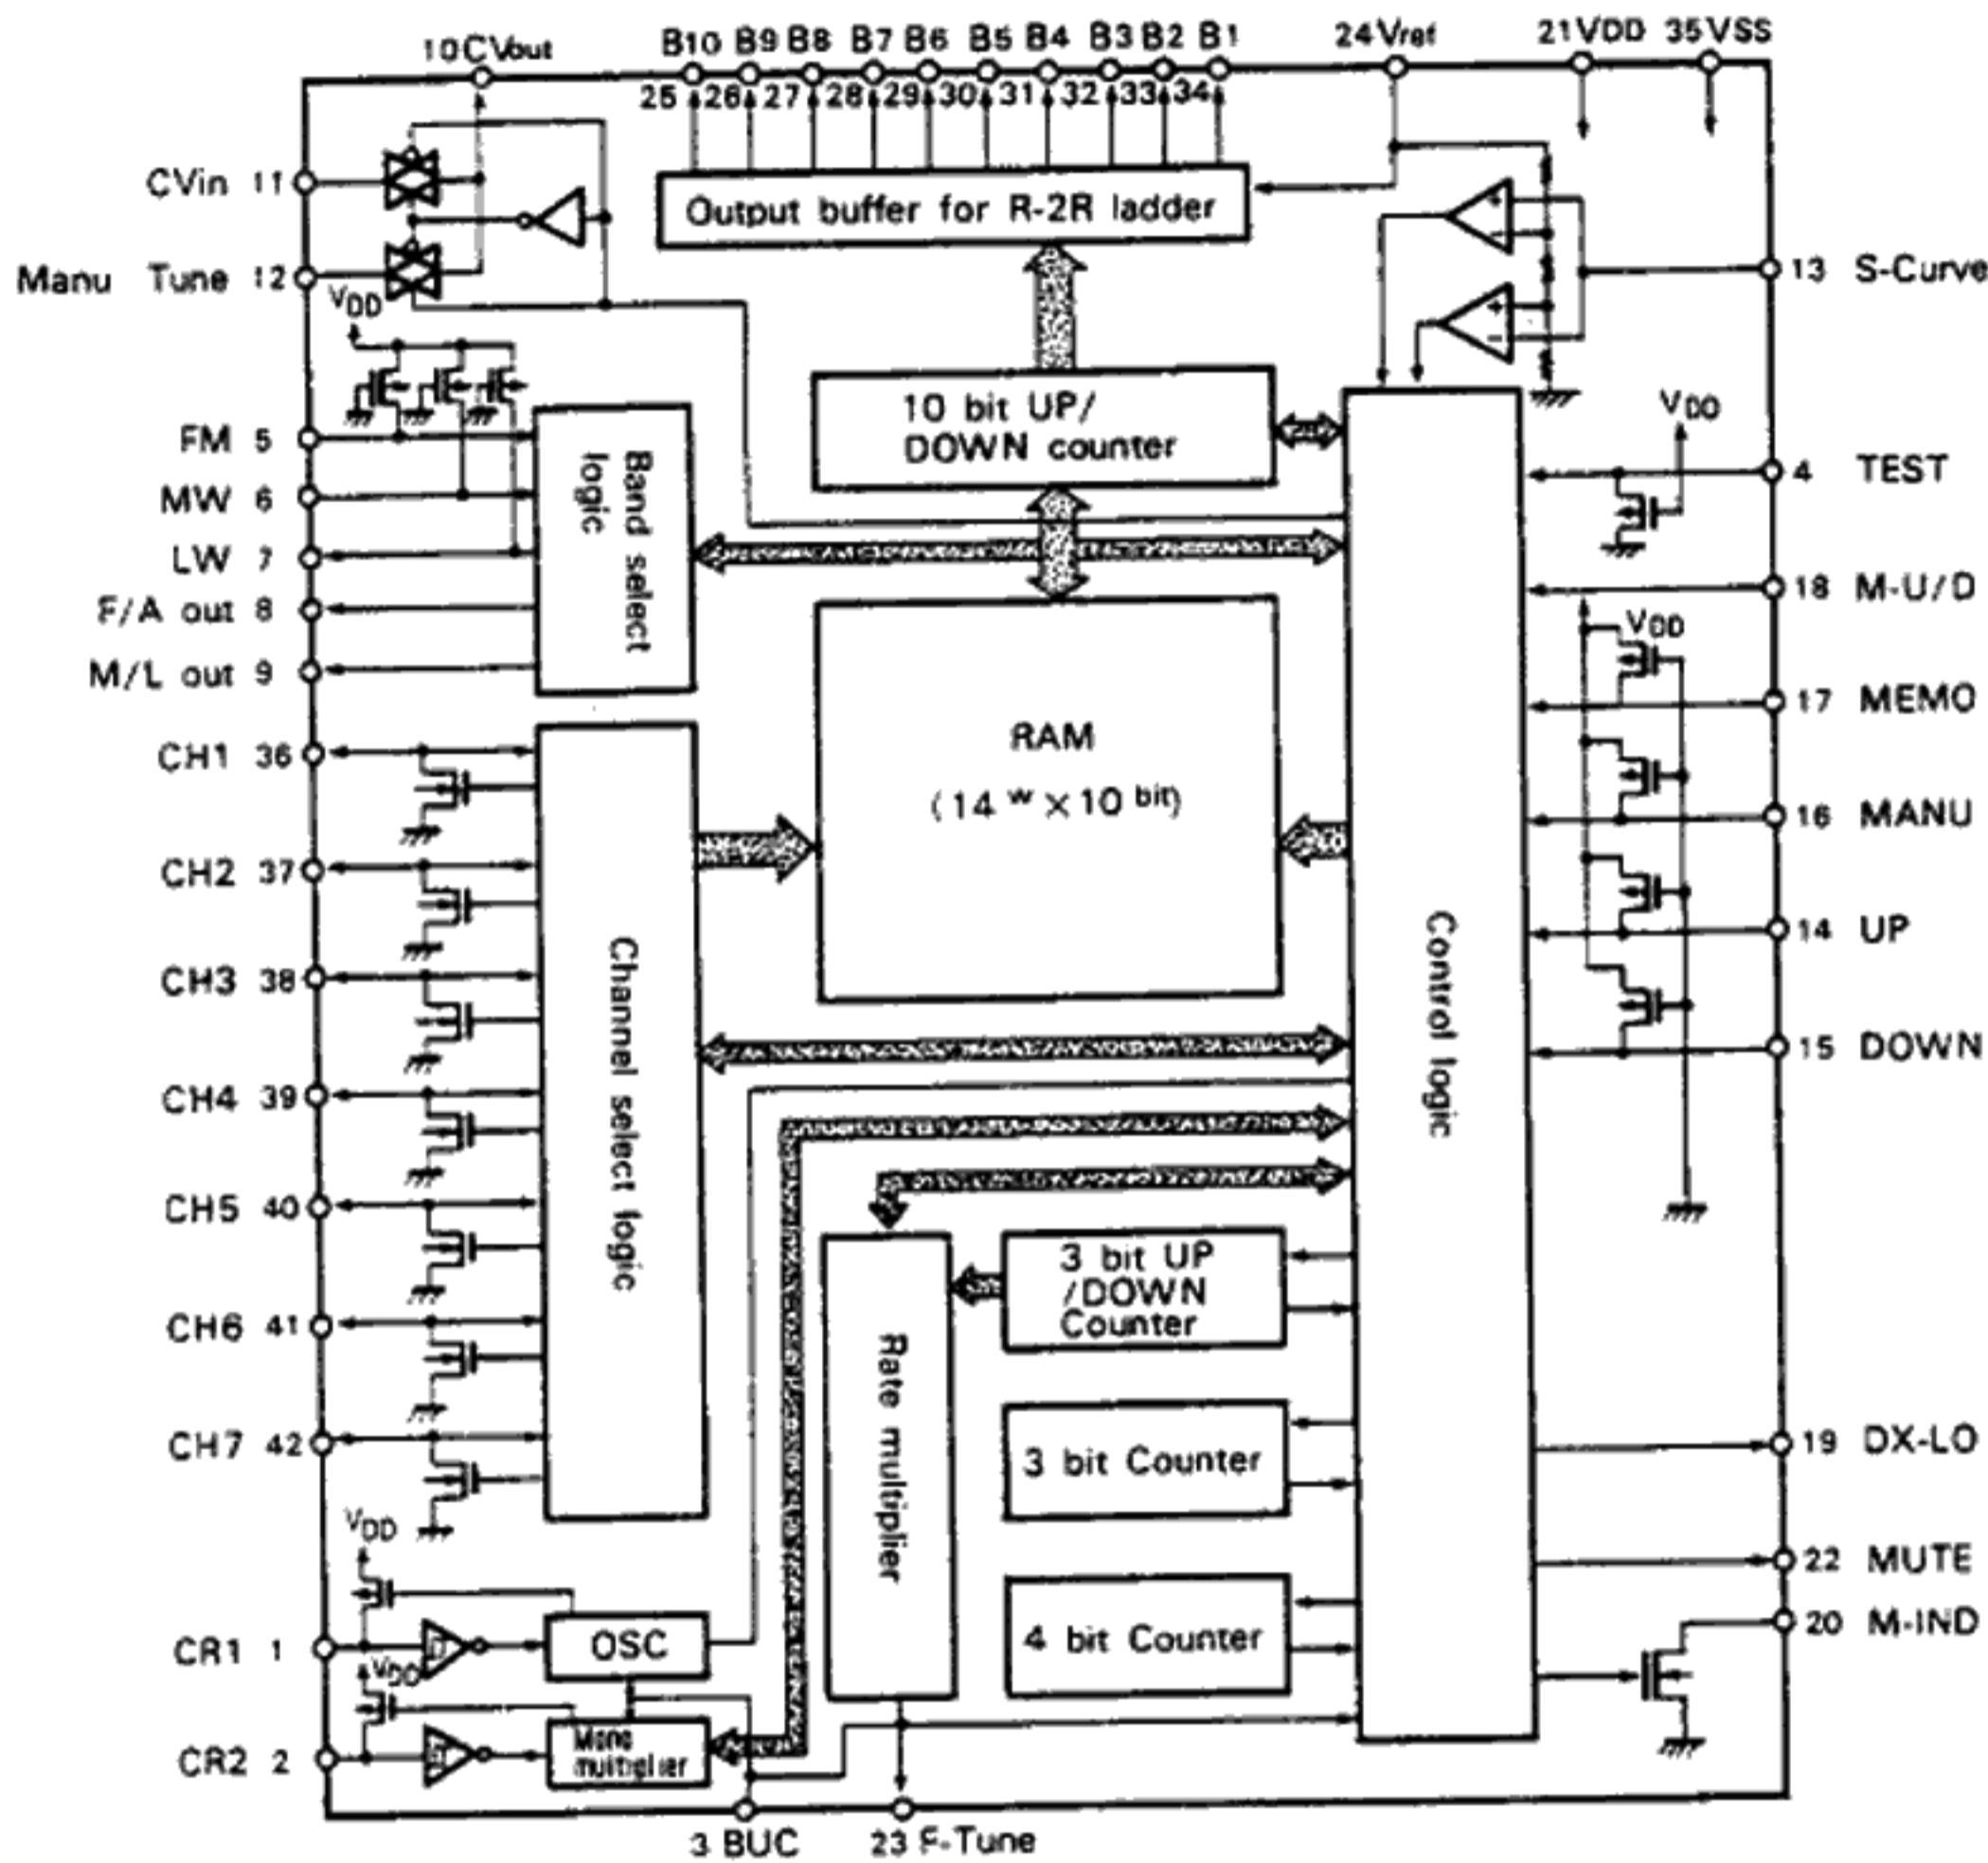 10 CVout
B10 B9 B8 B7 B6 B5 B4 B3 B2 B1
24 Vref
21 VDD 35 VSS
25 26 27 28 29 30 31 32 33 34
CVin 11
Output buffer for R-2R ladder
Manu Tune 12
13 S-Curve
VDD
10 bit UP/
DOWN counter
VDD
FM 5
Band select
logic
4 TEST
MW 6
LW 7
18 M-U/D
F/A out 8
VDD
M/L out 9
17 MEMO
RAM
(14 w × 10 bit)
CH1 36
16 MANU
CH2 37
14 UP
Channel select logic
Control logic
CH3 38
15 DOWN
CH4 39
CH5 40
3 bit UP
/DOWN
Counter
CH6 41
Rate multiplier
CH7 42
3 bit Counter
19 DX-LO
VDD
22 MUTE
CR1 1
OSC
4 bit Counter
20 M-IND
VDD
CR2 2
Mono
multiplier
3 BUC
23 F-Tune